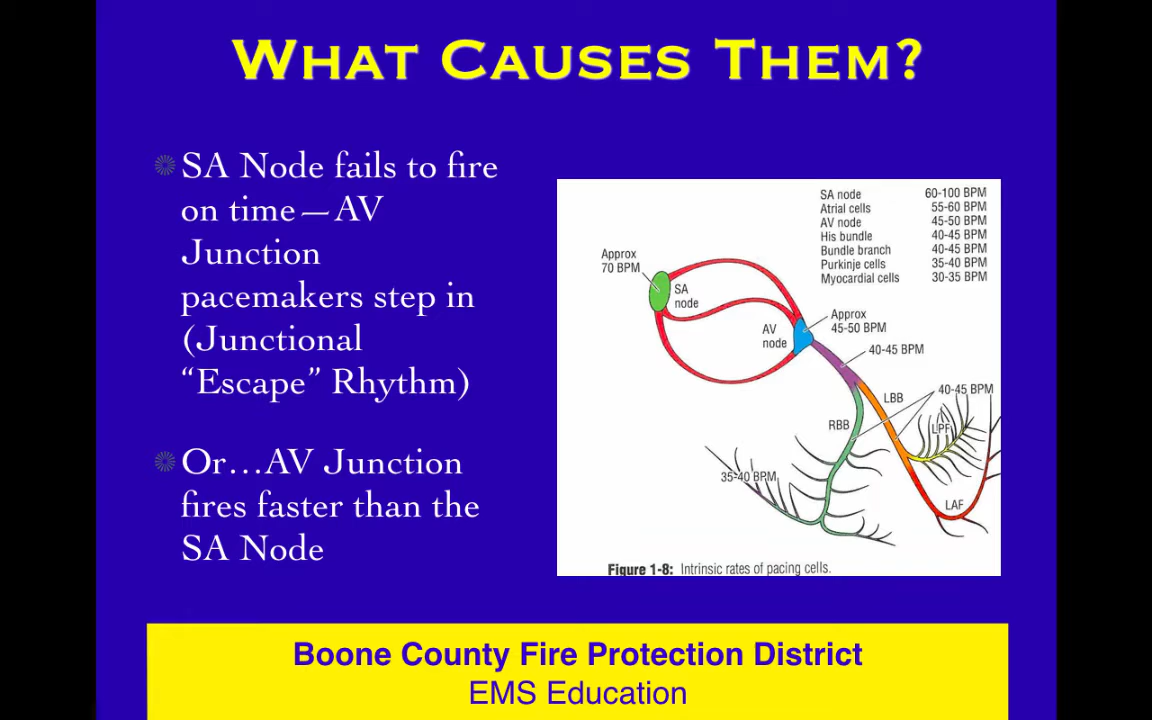 WHAT CAUSES THEM?
SA Node fails to fire
on time—AV
Junction
pacemakers step in
(Junctional
“Escape” Rhythm)
Or…AV Junction
fires faster than the
SA Node
SA node 60-100 BPM
Atrial cells 55-60 BPM
AV node 45-50 BPM
His bundle 40-45 BPM
Bundle branch 40-45 BPM
Purkinje cells 35-40 BPM
Myocardial cells 30-35 BPM
Approx
70 BPM
SA
node
AV
node
Approx
45-50 BPM
40-45 BPM
40-45 BPM
LBB
RBB
LPF
35-40 BPM
LAF
Figure 1-8: Intrinsic rates of pacing cells.
Boone County Fire Protection District
EMS Education